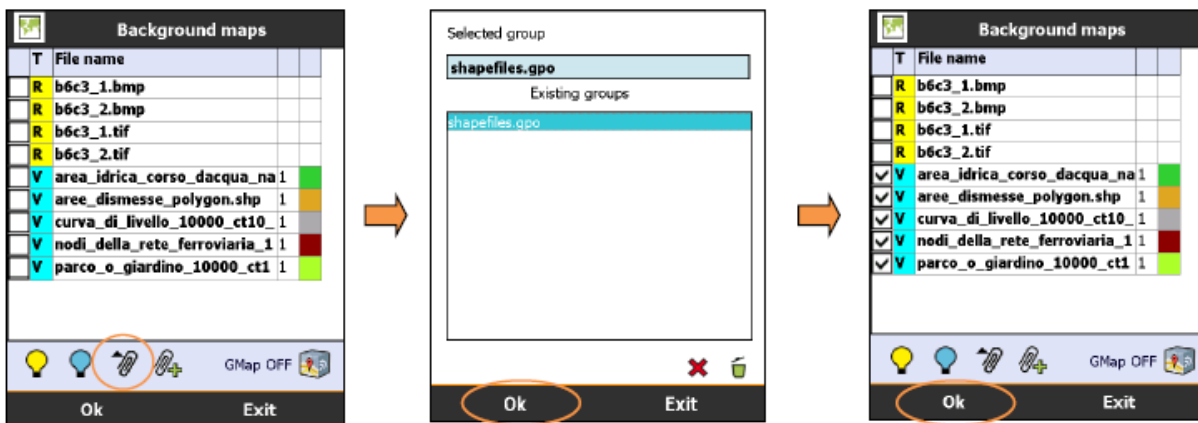 Background maps
T File name
R b6c3_1.bmp
R b6c3_2.bmp
R b6c3_1.tif
R b6c3_2.tif
V area_idrica_corso_dacqua_na 1
V aree_dismesse_polygon.shp 1
V curva_di_livello_10000_ct10_ 1
V nodi_della_rete_ferroviaria_1 1
V parco_o_giardino_10000_ct1 1
GMap OFF
Ok Exit
Selected group
shapefiles.gpo
Existing groups
shapefiles.gpo
Ok Exit
Background maps
T File name
R b6c3_1.bmp
R b6c3_2.bmp
R b6c3_1.tif
R b6c3_2.tif
V area_idrica_corso_dacqua_na 1
V aree_dismesse_polygon.shp 1
V curva_di_livello_10000_ct10_ 1
V nodi_della_rete_ferroviaria_1 1
V parco_o_giardino_10000_ct1 1
GMap OFF
Ok Exit